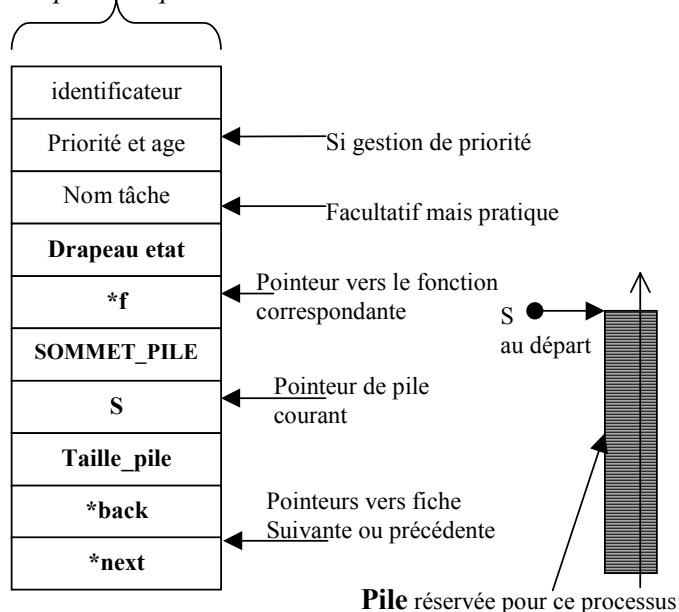 identificateur
Priorité et age
Si gestion de priorité
Nom tâche
Facultatif mais pratique
Drapeau etat
*f
Pointeur vers le fonction
correspondante
S
au départ
SOMMET_PILE
S
Pointeur de pile
courant
Taille_pile
*back
Pointeurs vers fiche
Suivante ou précédente
*next
Pile réservée pour ce processus